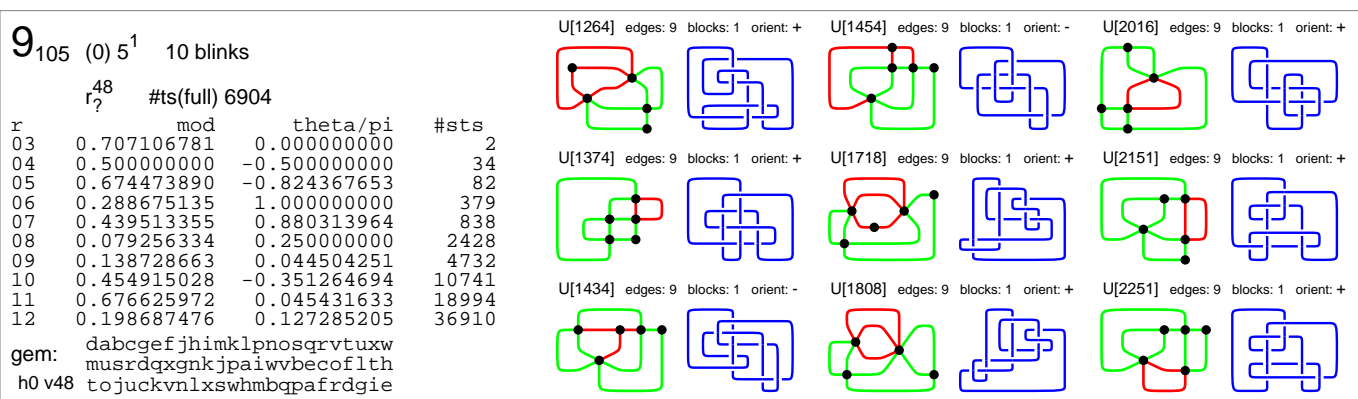 9₁₀₅ (0) 5¹ 10 blinks
r?⁴⁸ #ts(full) 6904
r mod theta/pi #sts
03 0.707106781 0.000000000 2
04 0.500000000 −0.500000000 34
05 0.674473890 −0.824367653 82
06 0.288675135 1.000000000 379
07 0.439513355 0.880313964 838
08 0.079256334 0.250000000 2428
09 0.138728663 0.044504251 4732
10 0.454915028 −0.351264694 10741
11 0.676625972 0.045431633 18994
12 0.198687476 0.127285205 36910
gem: dabcgefjhimklpnosqrvtuxw
musrdqxgnkjpaiwvbecoflth
h0 v48 tojuckvnlxswhmbqpafrdgie
U[1264] edges: 9 blocks: 1 orient: +
U[1454] edges: 9 blocks: 1 orient: -
U[2016] edges: 9 blocks: 1 orient: +
U[1374] edges: 9 blocks: 1 orient: +
U[1718] edges: 9 blocks: 1 orient: +
U[2151] edges: 9 blocks: 1 orient: +
U[1434] edges: 9 blocks: 1 orient: -
U[1808] edges: 9 blocks: 1 orient: +
U[2251] edges: 9 blocks: 1 orient: +